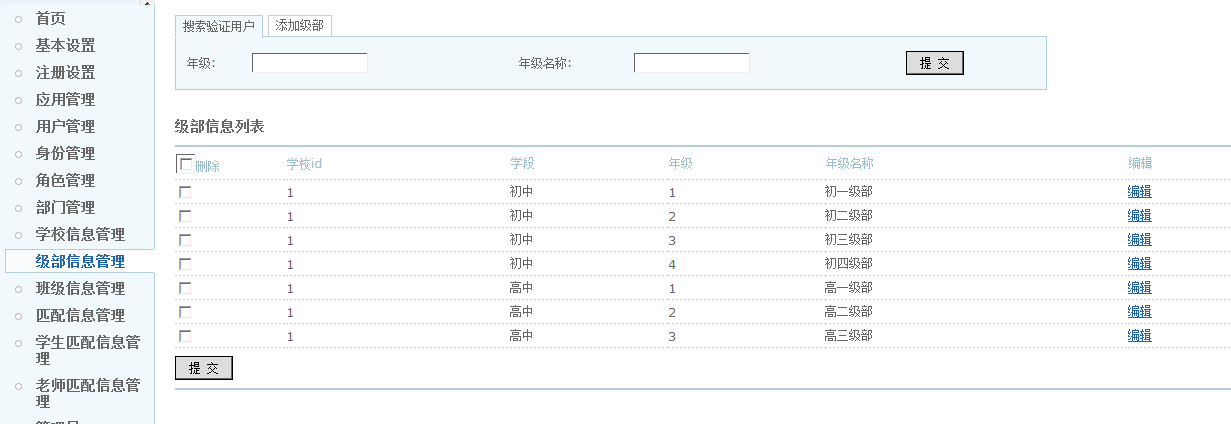 首页
基本设置
注册设置
应用管理
用户管理
身份管理
角色管理
部门管理
学校信息管理
级部信息管理
班级信息管理
匹配信息管理
学生匹配信息管
理
老师匹配信息管
理
搜索验证用户 添加级部
年级: 年级名称: 提 交
级部信息列表
删除 学校id 学段 年级 年级名称 编辑
1 初中 1 初一级部 编辑
1 初中 2 初二级部 编辑
1 初中 3 初三级部 编辑
1 初中 4 初四级部 编辑
1 高中 1 高一级部 编辑
1 高中 2 高二级部 编辑
1 高中 3 高三级部 编辑
提 交